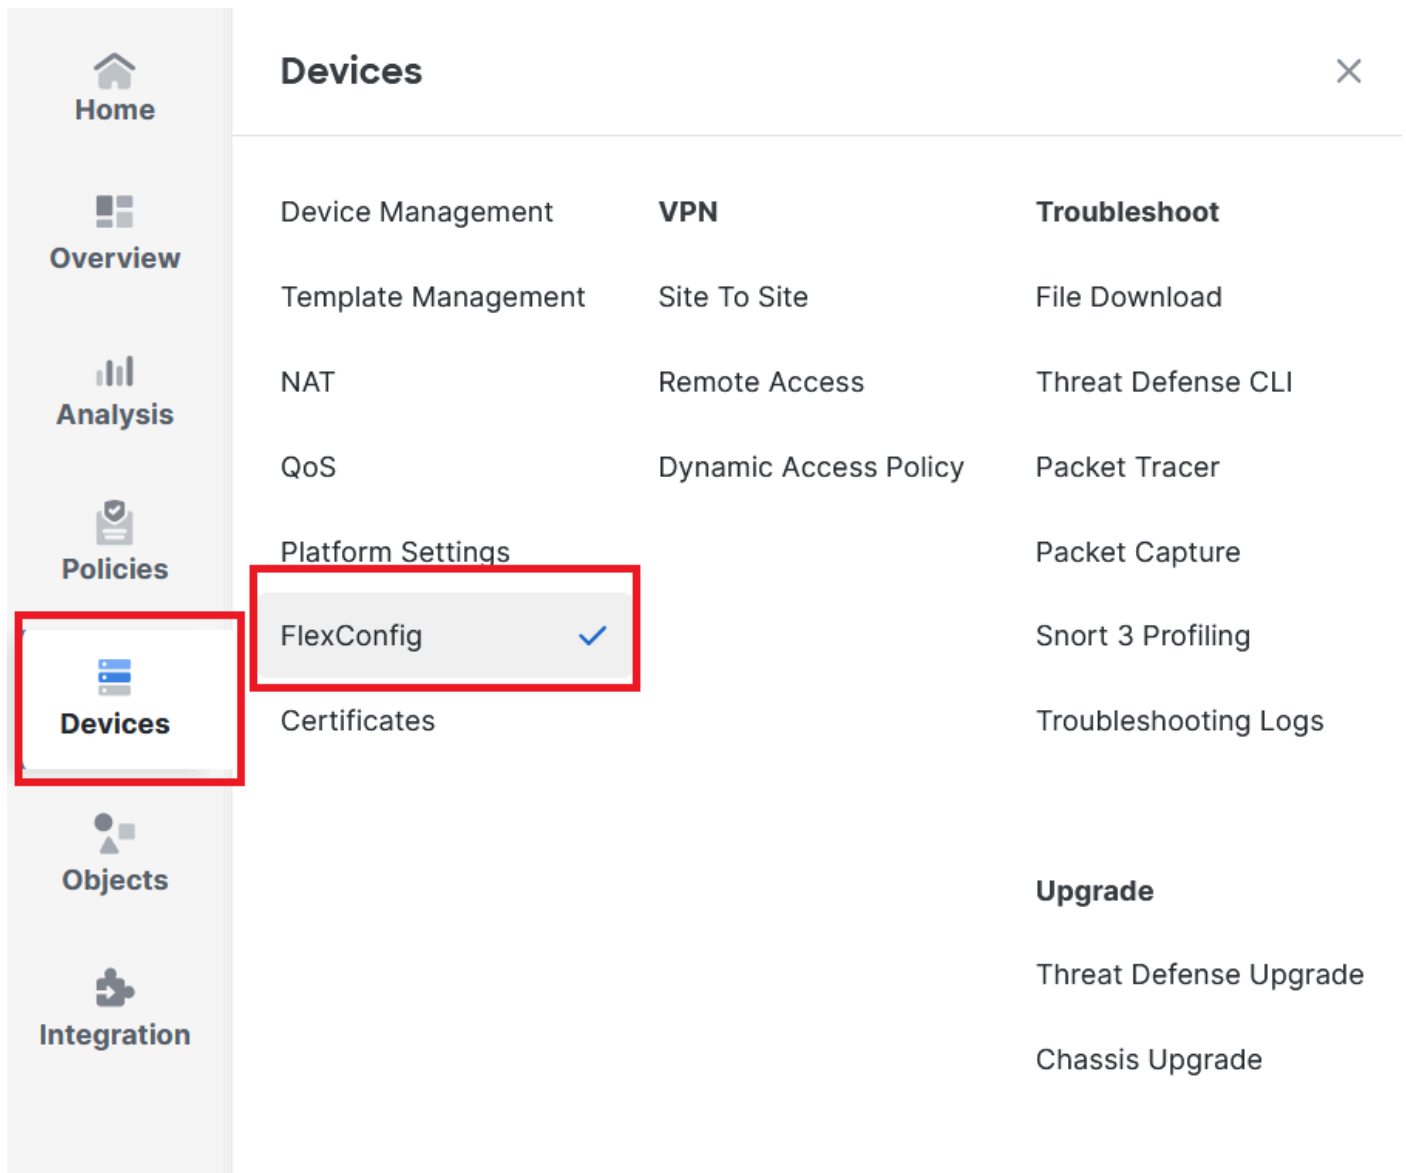 Home
Overview
Analysis
Policies
Devices
Objects
Integration
Devices
Device Management
Template Management
NAT
QoS
Platform Settings
FlexConfig
Certificates
VPN
Site To Site
Remote Access
Dynamic Access Policy
Troubleshoot
File Download
Threat Defense CLI
Packet Tracer
Packet Capture
Snort 3 Profiling
Troubleshooting Logs
Upgrade
Threat Defense Upgrade
Chassis Upgrade